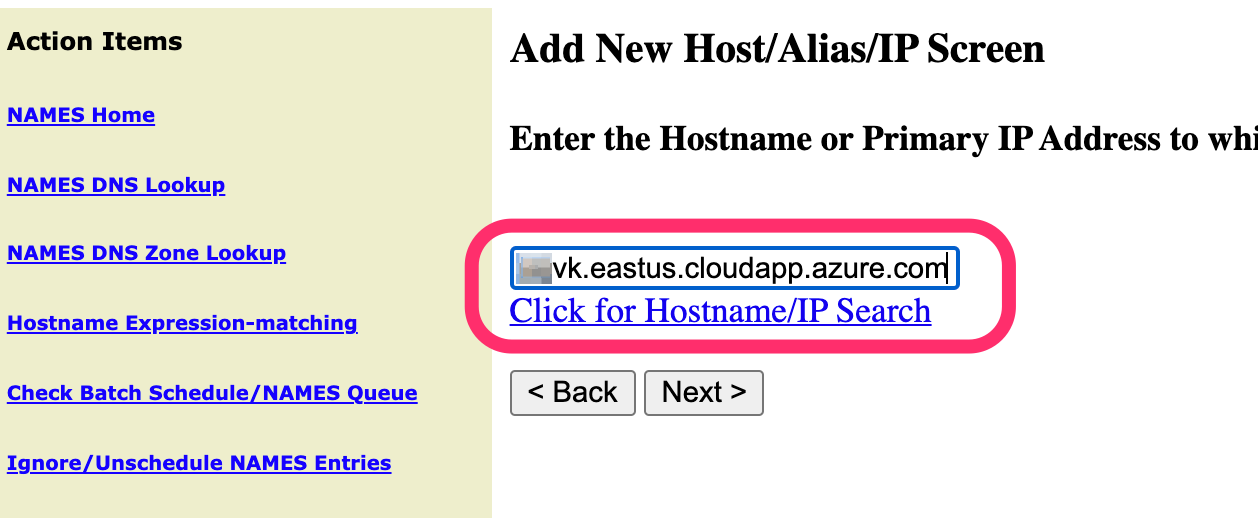 Action Items
NAMES Home
NAMES DNS Lookup
NAMES DNS Zone Lookup
Hostname Expression-matching
Check Batch Schedule/NAMES Queue
Ignore/Unschedule NAMES Entries
Add New Host/Alias/IP Screen
Enter the Hostname or Primary IP Address to
vk.eastus.cloudapp.azure.com
Click for Hostname/IP Search
< Back Next >